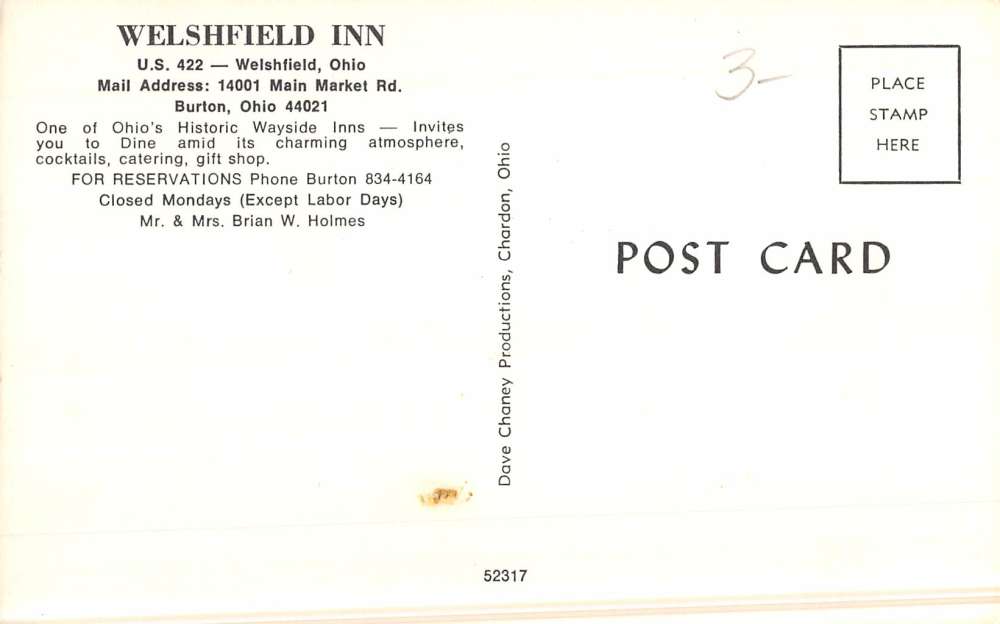 WELSHFIELD INN
U.S. 422 — Welshfield, Ohio
Mail Address: 14001 Main Market Rd.
Burton, Ohio 44021
One of Ohio's Historic Wayside Inns — Invites
you to Dine amid its charming atmosphere,
cocktails, catering, gift shop.
FOR RESERVATIONS Phone Burton 834-4164
Closed Mondays (Except Labor Days)
Mr. & Mrs. Brian W. Holmes
Dave Chaney Productions, Chardon, Ohio
52317
3-
PLACE
STAMP
HERE
POST CARD